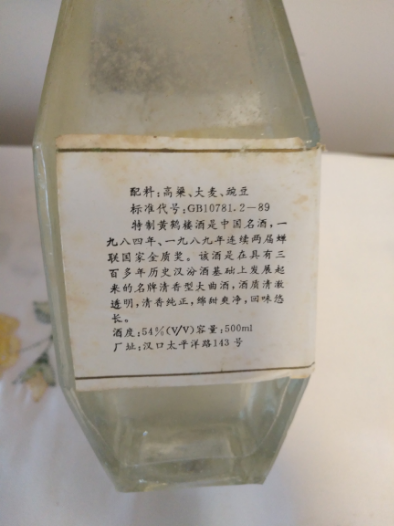 配料:高粱、大麦、豌豆
标准代号:GB10781.2—89
特制黄鹤楼酒是中国名酒,一
九八四年、一九八九年连续两届蝉
联国家金质奖。该酒是在具有三
百多年历史汉汾酒基础上发展起
来的名牌清香型大曲酒,酒质清澈
透明,清香纯正,绵甜爽净,回味悠
长。
酒度:54%(V/V)容量:500ml
厂址:汉口太平洋路143号